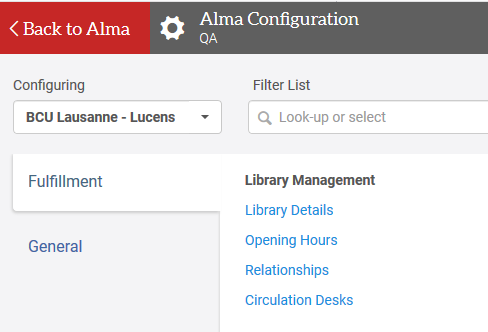 Back to Alma
Alma Configuration
QA
Configuring
Filter List
BCU Lausanne - Lucens
Look-up or select
Fulfillment
General
Library Management
Library Details
Opening Hours
Relationships
Circulation Desks